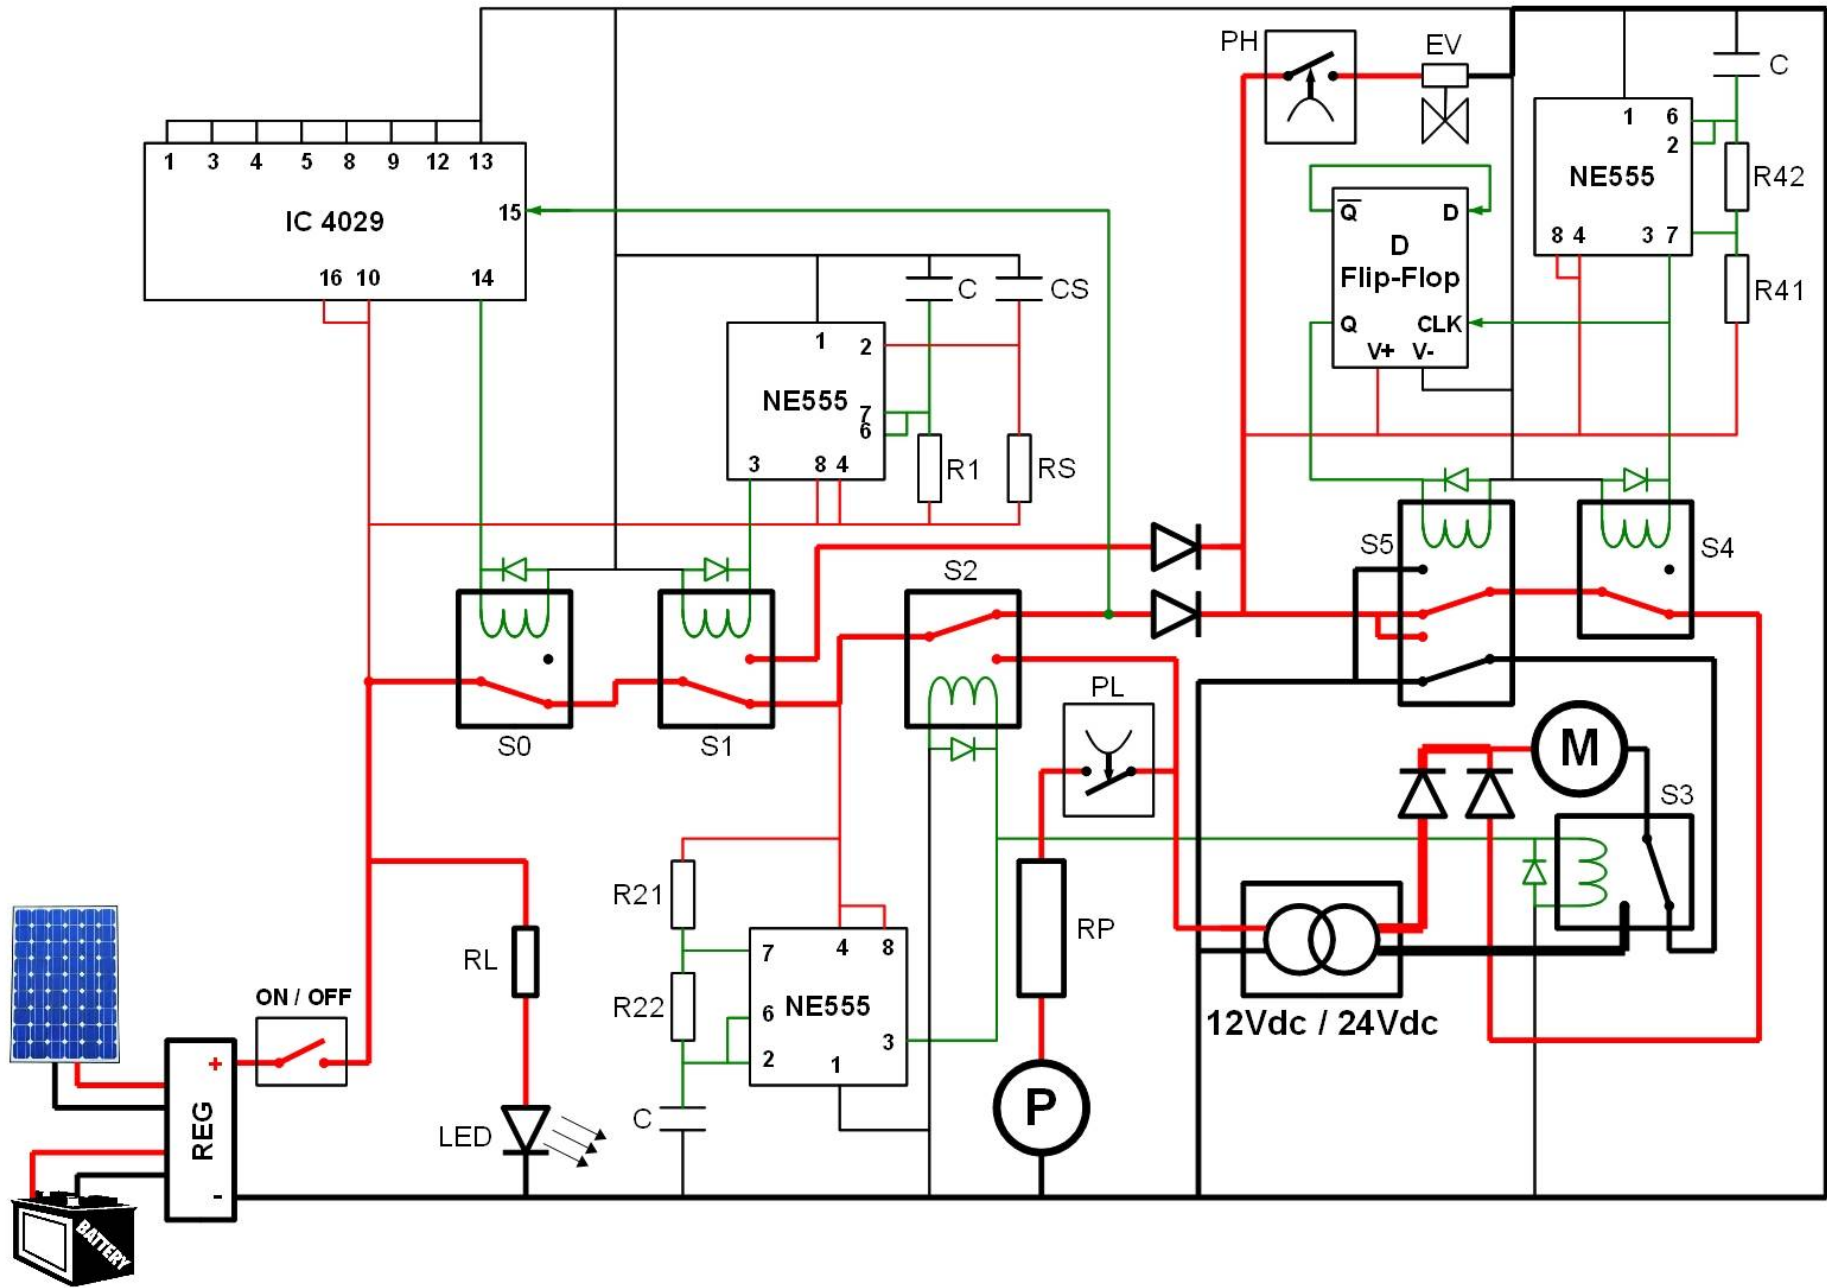 PH
EV
C
1 3 4 5 8 9 12 13
IC 4029
15
16 10 14
1 6
2
NE555
8 4 3 7
R42
R41
Q D
D
Flip-Flop
Q CLK
V+ V-
C CS
1 2
NE555
7
6
3 8 4
R1 RS
S0
S1
S2
S5
S4
PL
M
S3
R21
R22
7 4 8
6 NE555
2 1 3
C
RP
P
12Vdc / 24Vdc
RL
LED
ON / OFF
+
REG
-
BATTERY